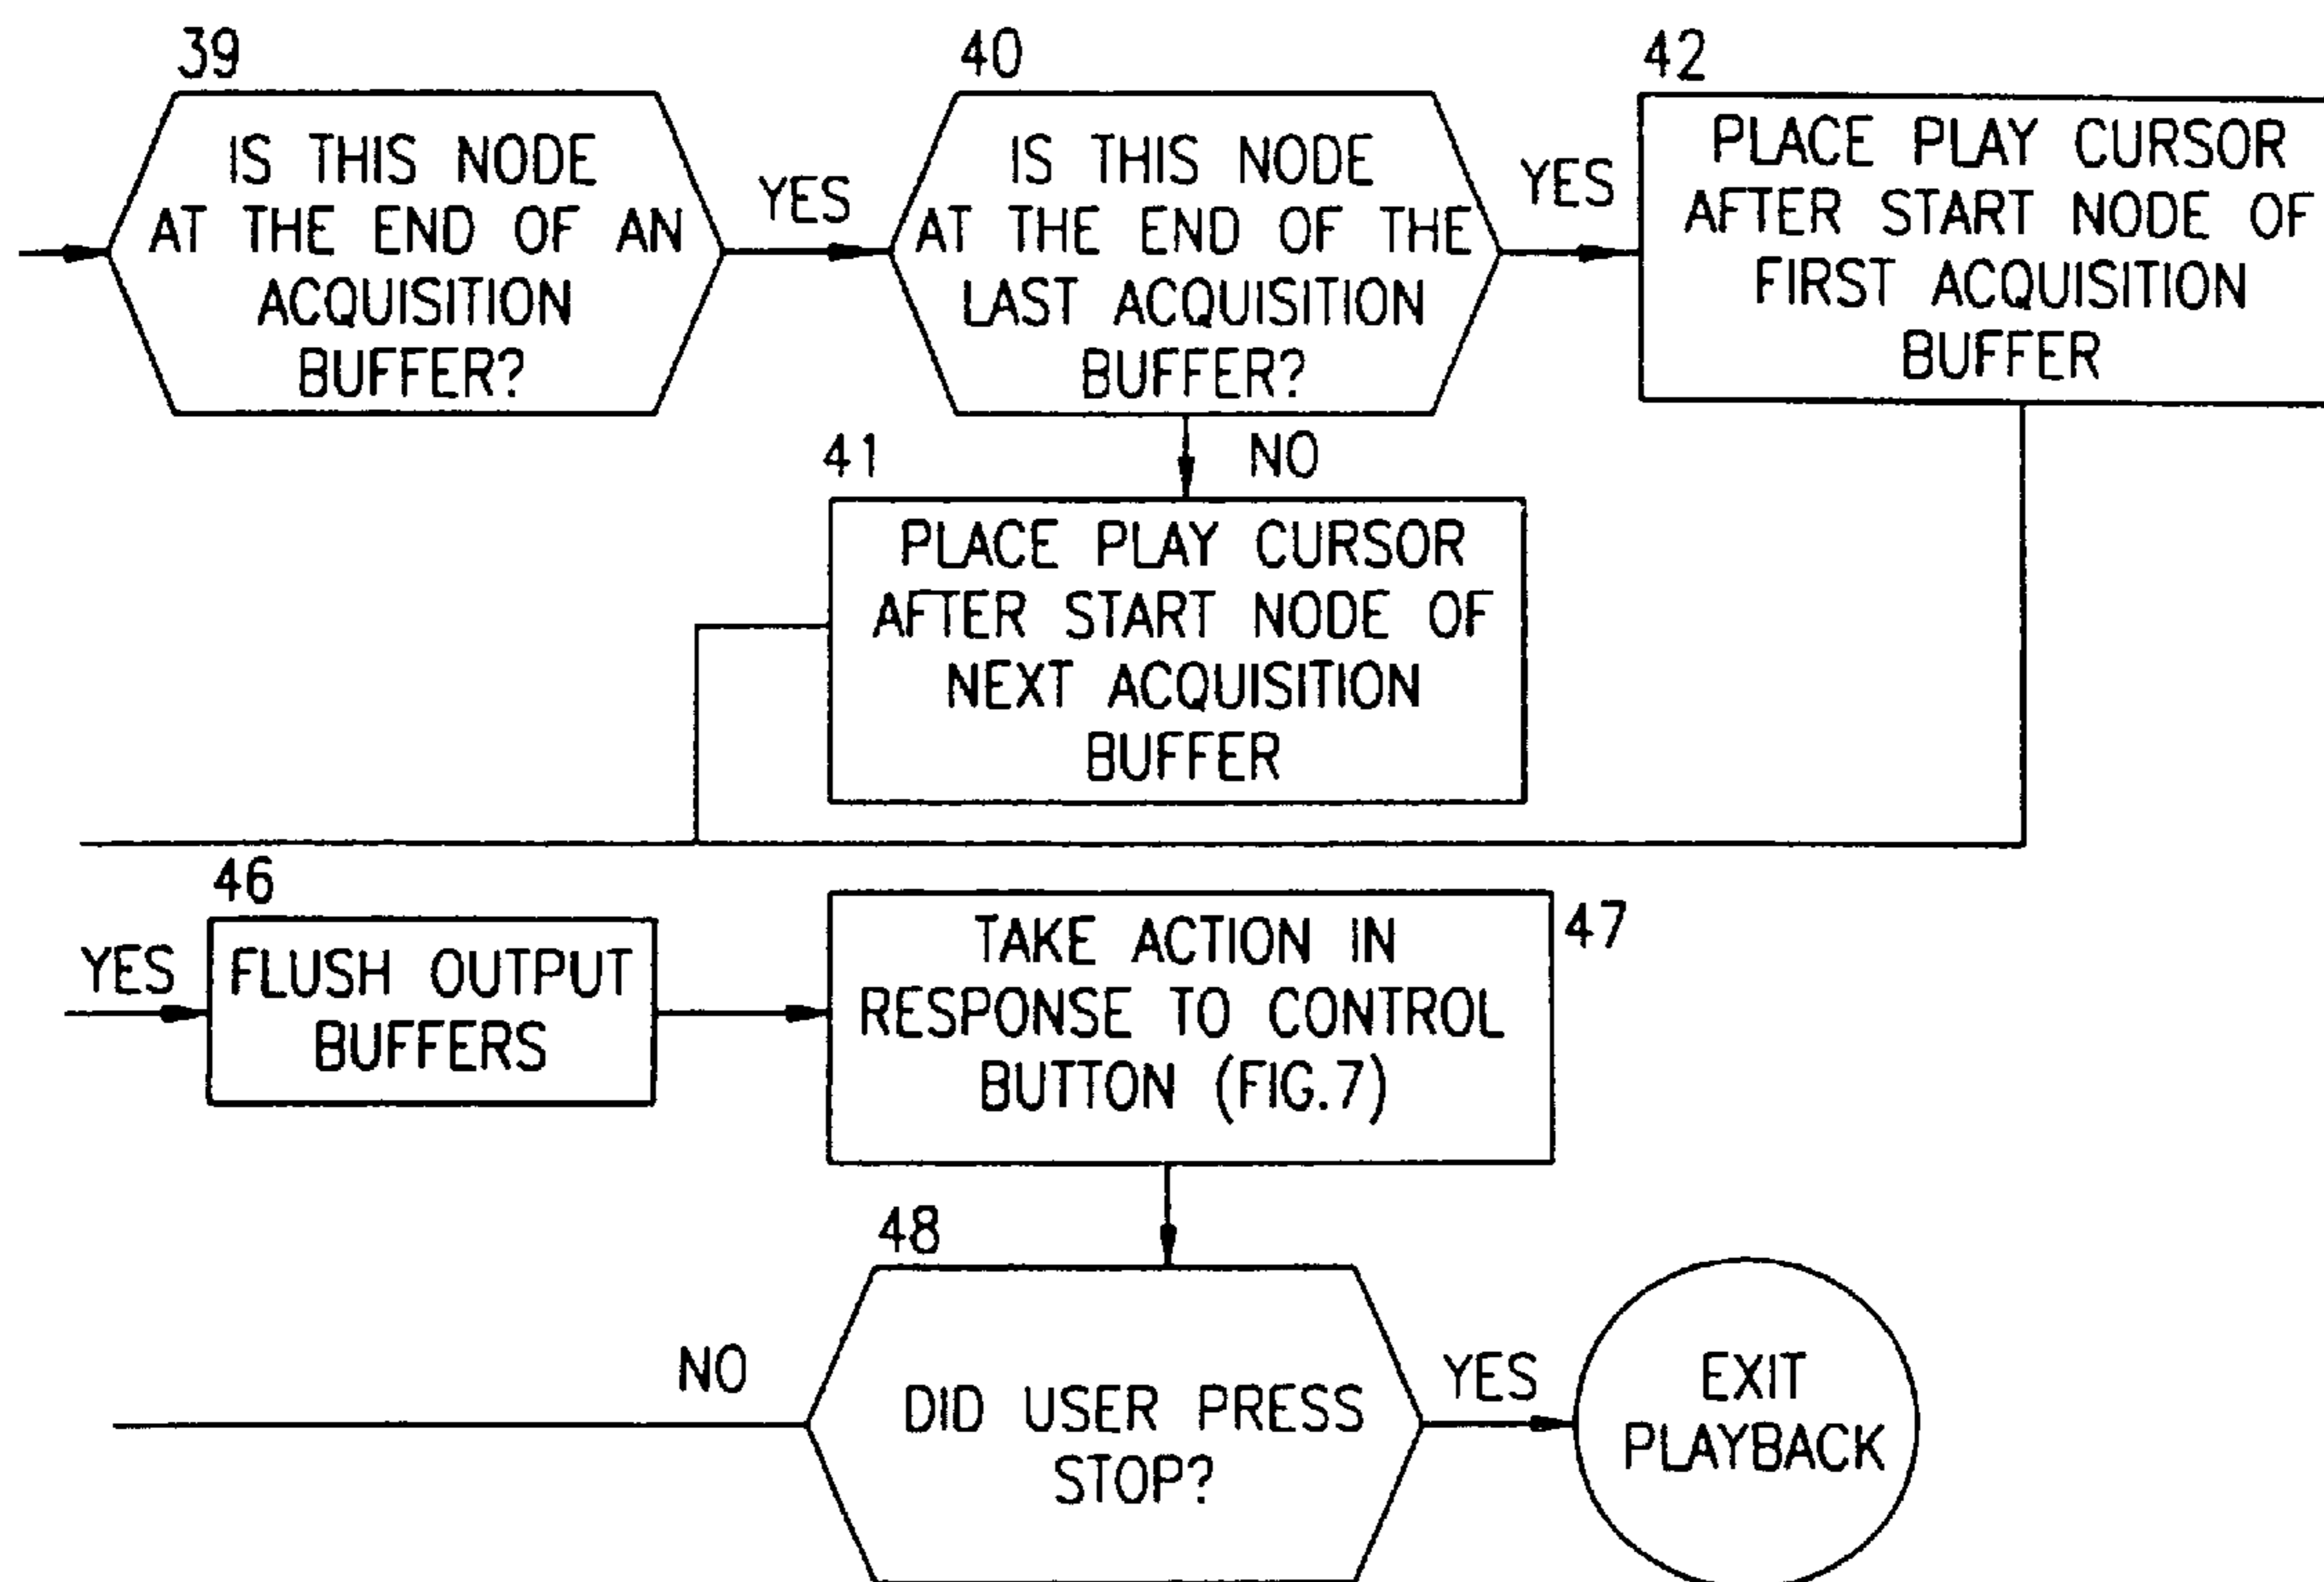 39
IS THIS NODE
AT THE END OF AN
ACQUISITION
BUFFER?
YES
40
IS THIS NODE
AT THE END OF THE
LAST ACQUISITION
BUFFER?
YES
42
PLACE PLAY CURSOR
AFTER START NODE OF
FIRST ACQUISITION
BUFFER
NO
41
PLACE PLAY CURSOR
AFTER START NODE OF
NEXT ACQUISITION
BUFFER
YES
46
FLUSH OUTPUT
BUFFERS
47
TAKE ACTION IN
RESPONSE TO CONTROL
BUTTON (FIG.7)
48
DID USER PRESS
STOP?
NO
YES
EXIT
PLAYBACK